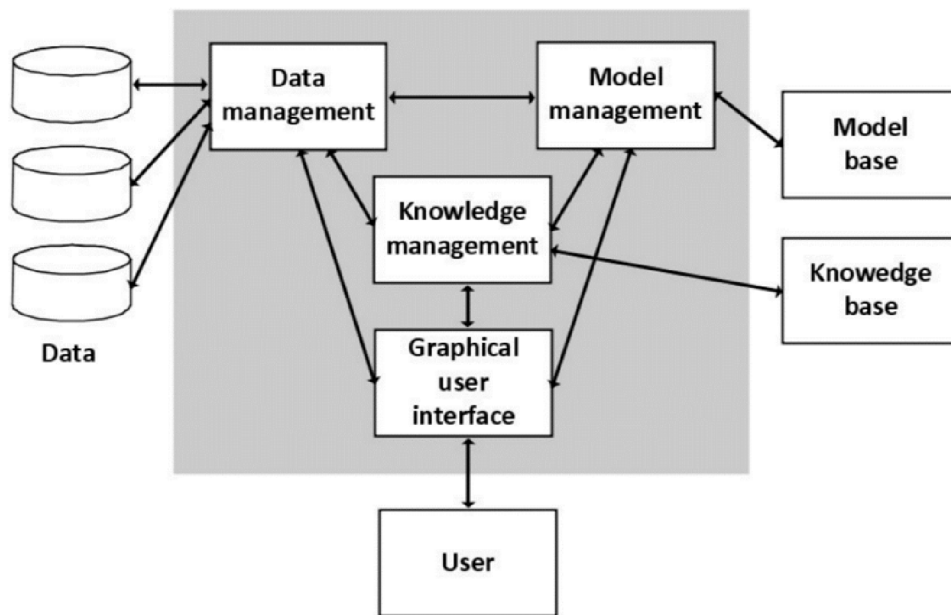 Data
management
Model
management
Model
base
Knowledge
management
Knowedge
base
Data
Graphical
user
interface
User